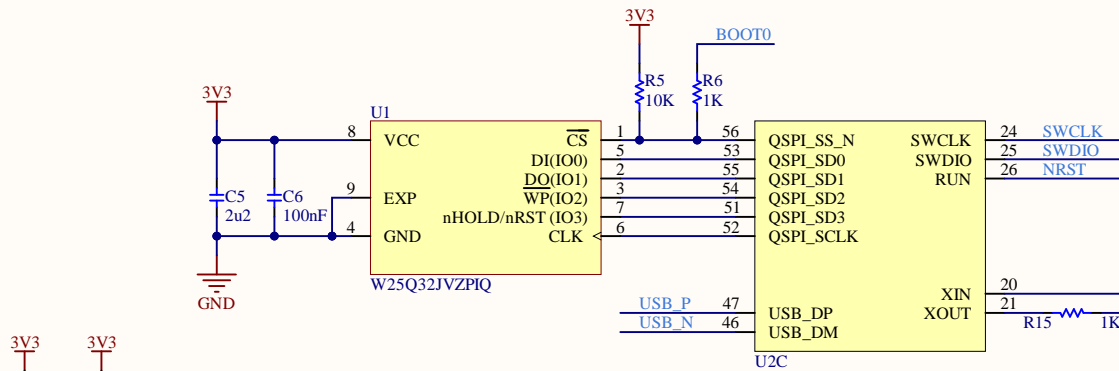 3V3
BOOT0
R5
10K
R6
1K
3V3
U1
8 VCC
CS 1
56 QSPI_SS_N
SWCLK 24 SWCLK
DI(IO0) 5
53 QSPI_SD0
SWDIO 25 SWDIO
DO(IO1) 2
55 QSPI_SD1
RUN 26 NRST
C5
2u2
C6
100nF
9 EXP
WP(IO2) 3
54 QSPI_SD2
nHOLD/nRST (IO3) 7
51 QSPI_SD3
4 GND
CLK 6
52 QSPI_SCLK
GND
W25Q32JVZPIQ
XIN 20
USB_P 47 USB_DP
XOUT 21
R15 1K
USB_N 46 USB_DM
U2C
3V3 3V3